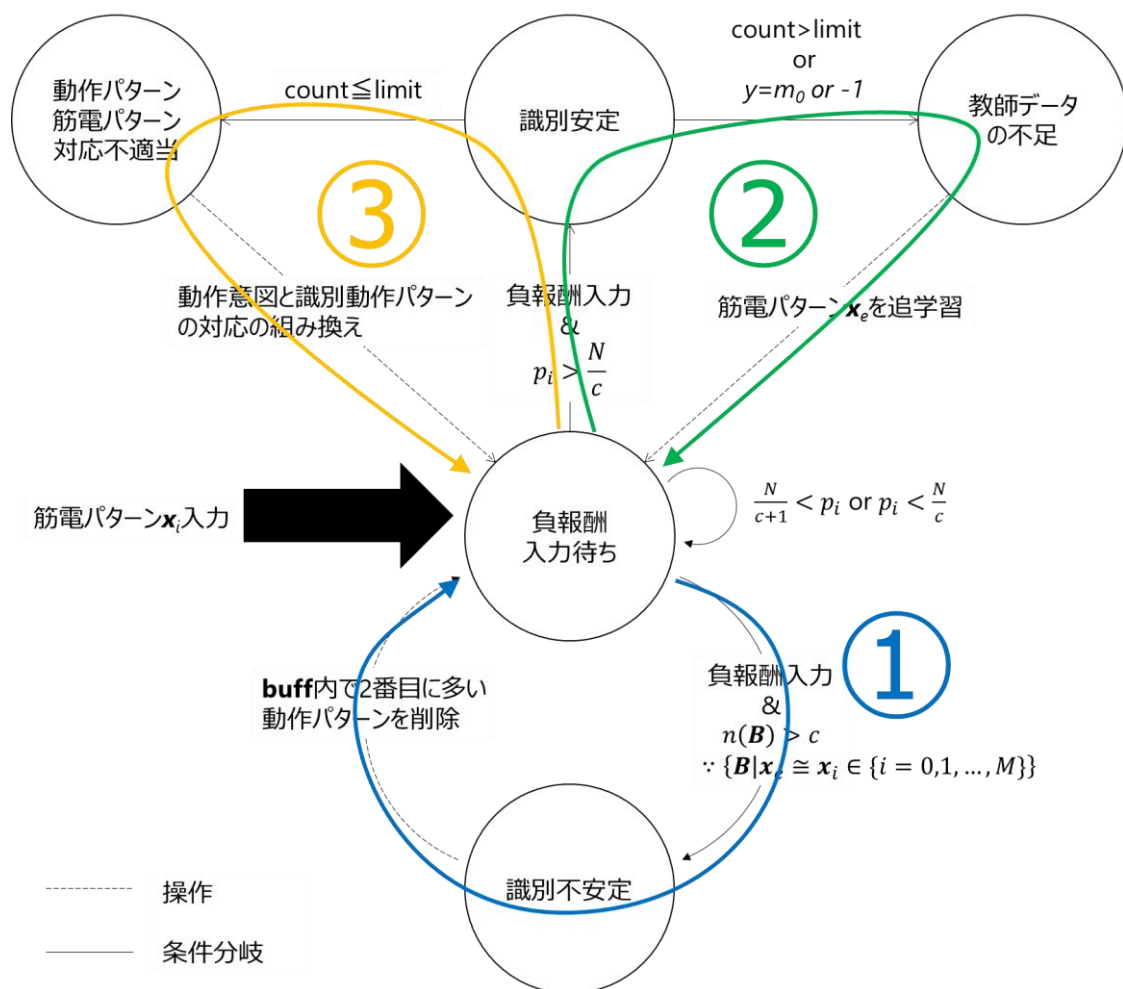 count>limit
or
y=m₀ or -1
動作パターン
筋電パターン
対応不適当
count≦limit
識別安定
教師データ
の不足
③
②
動作意図と識別動作パターン
の対応の組み換え
負報酬入力
&
p_i > N/c
筋電パターンx_eを追学習
筋電パターンx_i入力
負報酬
入力待ち
N/(c+1) < p_i or p_i < N/c
①
buff内で2番目に多い
動作パターンを削除
負報酬入力
&
n(B) > c
∵ {B|x_e ≅ x_i ∈ {i = 0,1, ..., M}}
識別不安定
操作
条件分岐